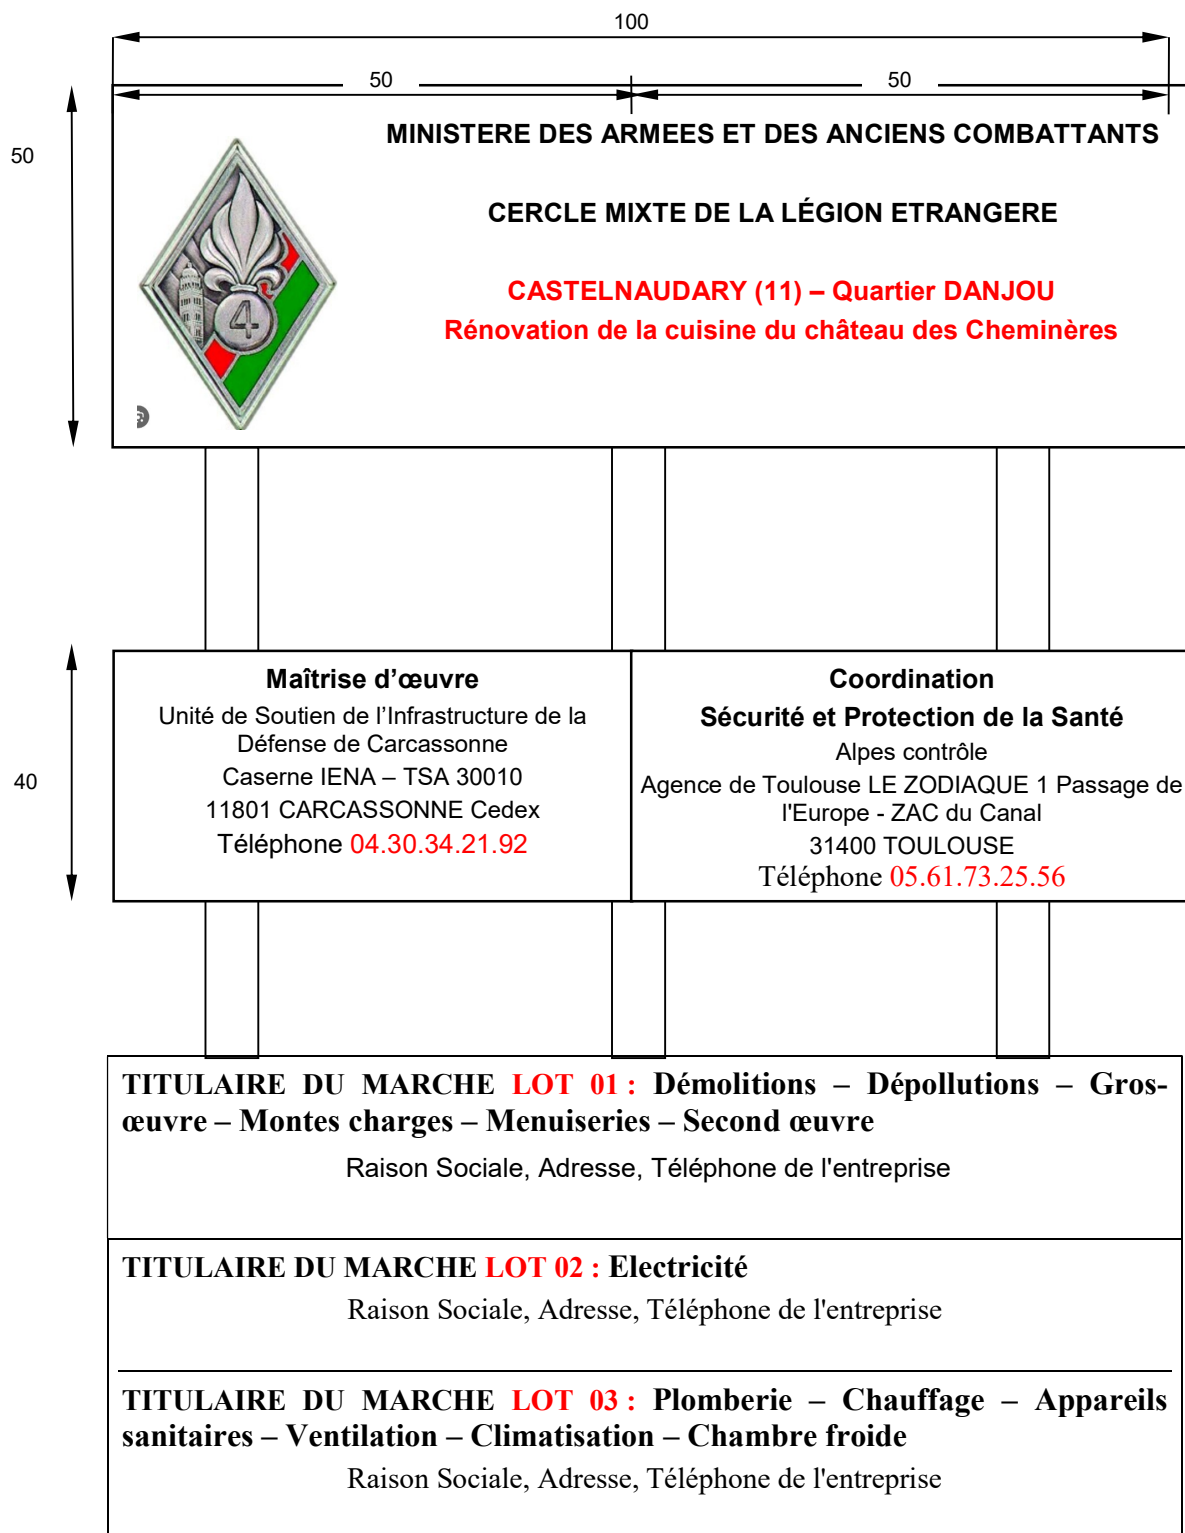 100
50
50
50
MINISTERE DES ARMEES ET DES ANCIENS COMBATTANTS
CERCLE MIXTE DE LA LÉGION ETRANGERE
CASTELNAUDARY (11) – Quartier DANJOU
Rénovation de la cuisine du château des Cheminères
4
40
Maîtrise d'œuvre
Unité de Soutien de l'Infrastructure de la
Défense de Carcassonne
Caserne IENA – TSA 30010
11801 CARCASSONNE Cedex
Téléphone 04.30.34.21.92
Coordination
Sécurité et Protection de la Santé
Alpes contrôle
Agence de Toulouse LE ZODIAQUE 1 Passage de
l'Europe - ZAC du Canal
31400 TOULOUSE
Téléphone 05.61.73.25.56
TITULAIRE DU MARCHE LOT 01 : Démolitions – Dépollutions – Gros-
œuvre – Montes charges – Menuiseries – Second œuvre
Raison Sociale, Adresse, Téléphone de l'entreprise
TITULAIRE DU MARCHE LOT 02 : Electricité
Raison Sociale, Adresse, Téléphone de l'entreprise
TITULAIRE DU MARCHE LOT 03 : Plomberie – Chauffage – Appareils
sanitaires – Ventilation – Climatisation – Chambre froide
Raison Sociale, Adresse, Téléphone de l'entreprise